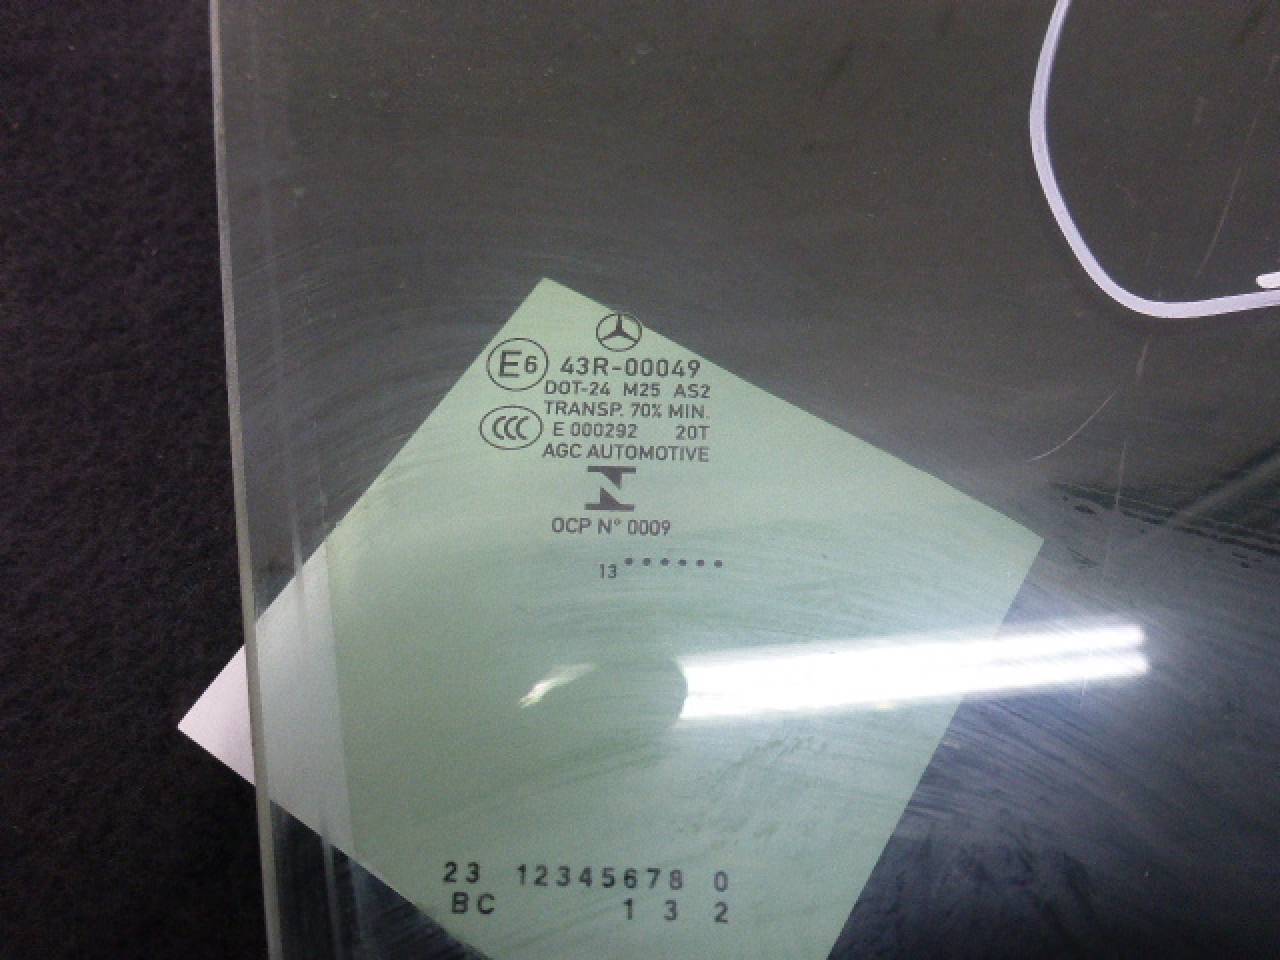 E6 43R-00049
DOT-24 M25 AS2
TRANSP. 70% MIN.
CCC E 000292 20T
AGC AUTOMOTIVE
OCP N° 0009
13 ••••••
23 12345678 0
BC 1 3 2